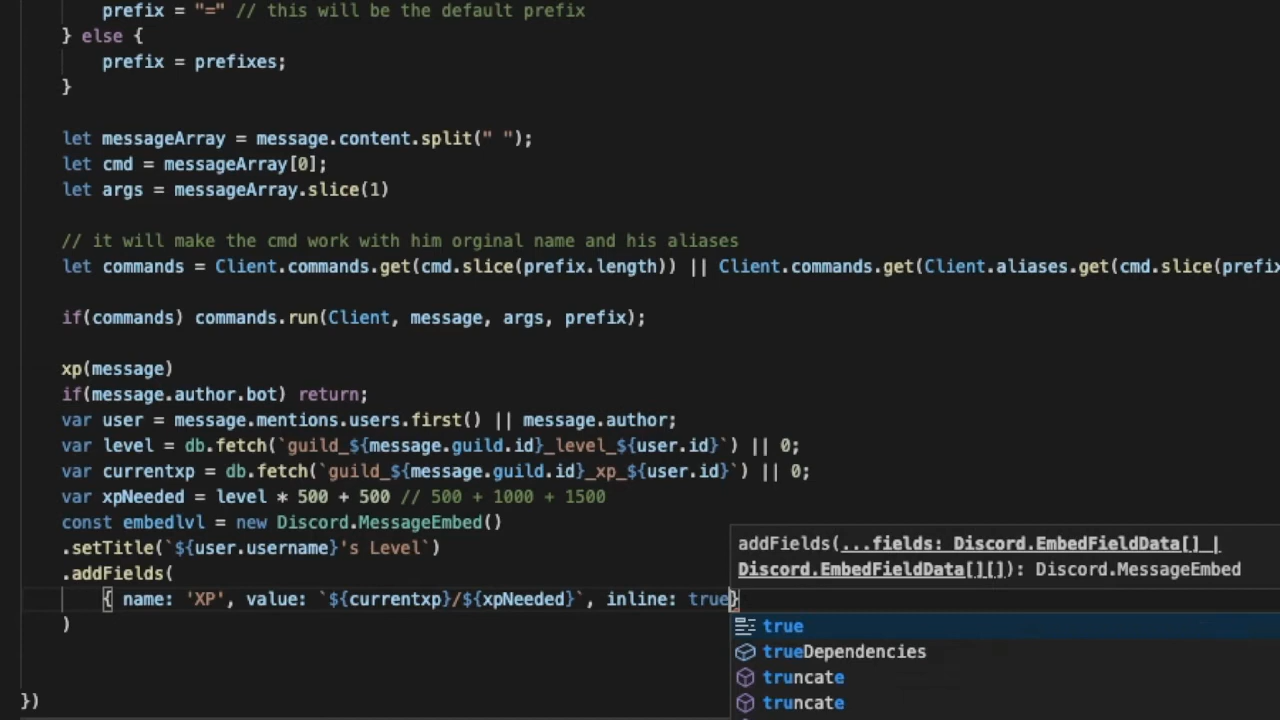 prefix = "=" // this will be the default prefix
} else {
prefix = prefixes;
}
let messageArray = message.content.split(" ");
let cmd = messageArray[0];
let args = messageArray.slice(1)
// it will make the cmd work with him orginal name and his aliases
let commands = Client.commands.get(cmd.slice(prefix.length)) || Client.commands.get(Client.aliases.get(cmd.slice(prefix
if(commands) commands.run(Client, message, args, prefix);
xp(message)
if(message.author.bot) return;
var user = message.mentions.users.first() || message.author;
var level = db.fetch(`guild_${message.guild.id}_level_${user.id}`) || 0;
var currentxp = db.fetch(`guild_${message.guild.id}_xp_${user.id}`) || 0;
var xpNeeded = level * 500 + 500 // 500 + 1000 + 1500
const embedlvl = new Discord.MessageEmbed()
.setTitle(`${user.username}'s Level`)
.addFields(
{ name: 'XP', value: `${currentxp}/${xpNeeded}`, inline: true}
)
})
addFields(...fields: Discord.EmbedFieldData[] |
Discord.EmbedFieldData[][]): Discord.MessageEmbed
true
trueDependencies
truncate
truncate